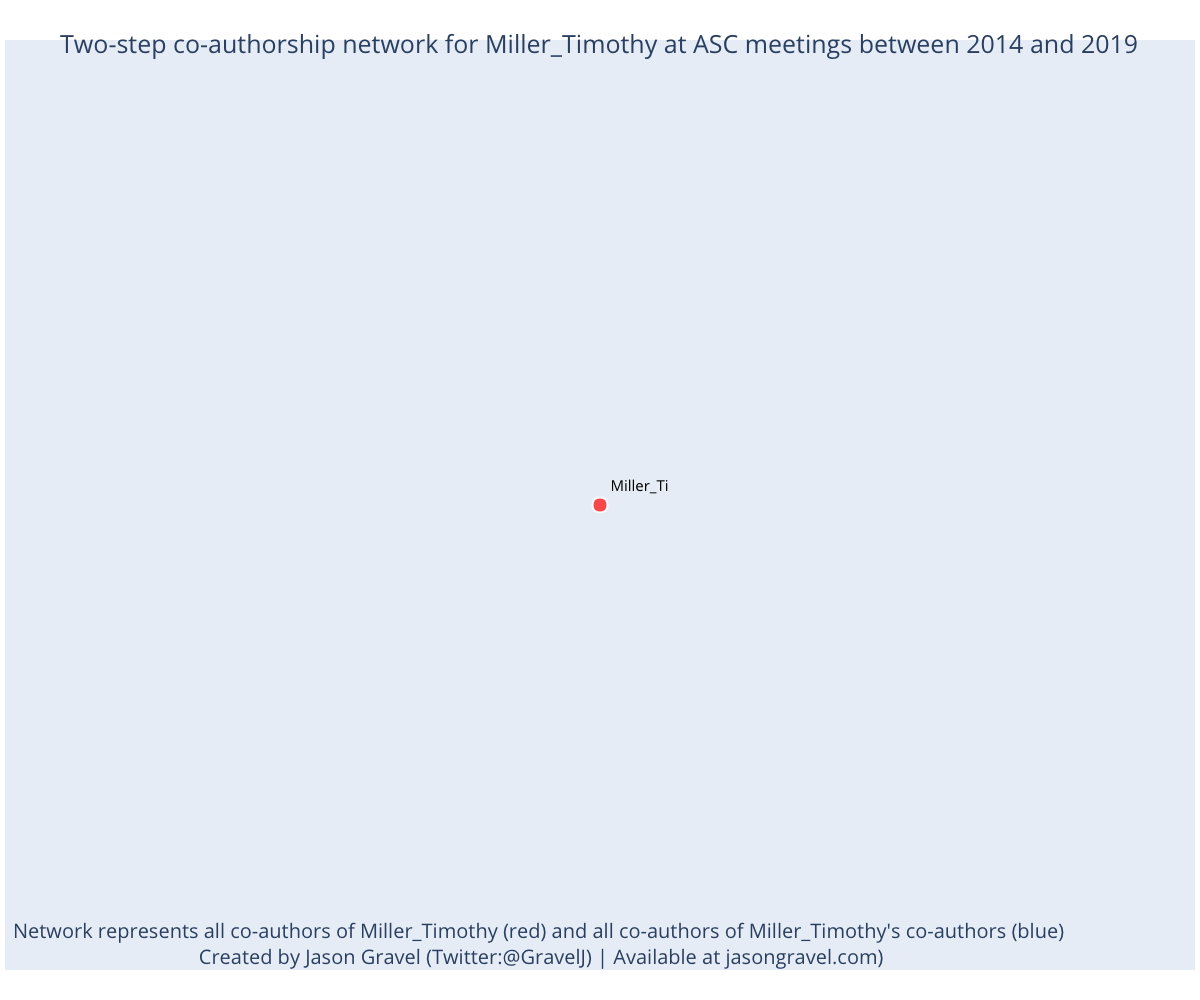 Two-step co-authorship network for Miller_Timothy at ASC meetings between 2014 and 2019
Miller_Ti
Network represents all co-authors of Miller_Timothy (red) and all co-authors of Miller_Timothy's co-authors (blue)
Created by Jason Gravel (Twitter:@GravelJ) | Available at jasongravel.com)